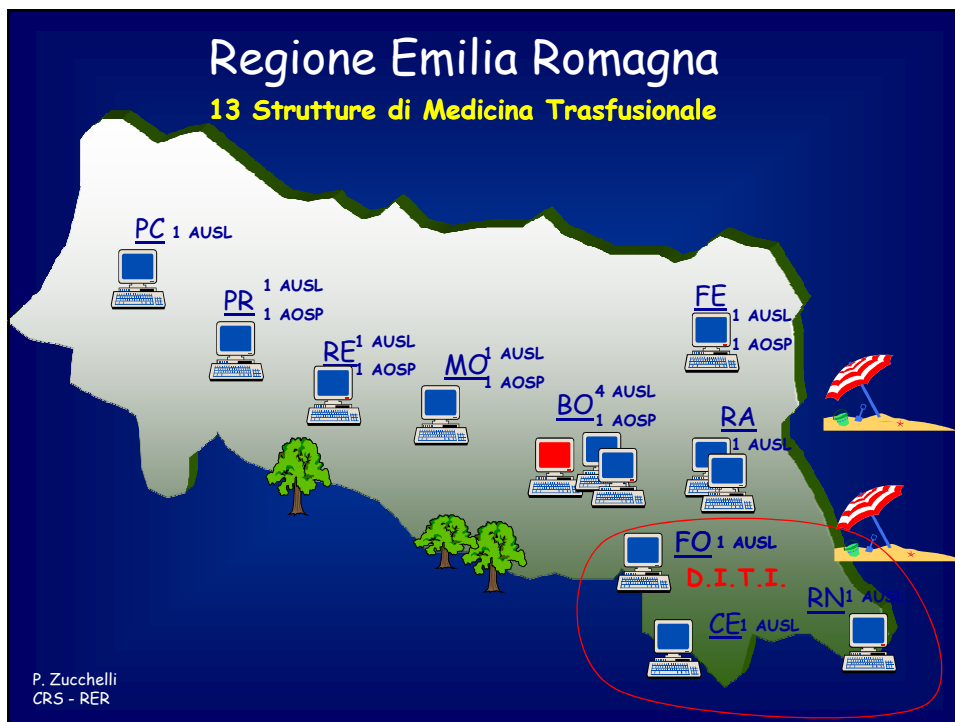 Regione Emilia Romagna
13 Strutture di Medicina Trasfusionale
PC 1 AUSL
PR 1 AUSL
1 AOSP
RE 1 AUSL
1 AOSP
MO 1 AUSL
1 AOSP
BO 4 AUSL
1 AOSP
FE
1 AUSL
1 AOSP
RA
1 AUSL
FO 1 AUSL
D.I.T.I.
RN 1 AUSL
CE 1 AUSL
P. Zucchelli
CRS - RER